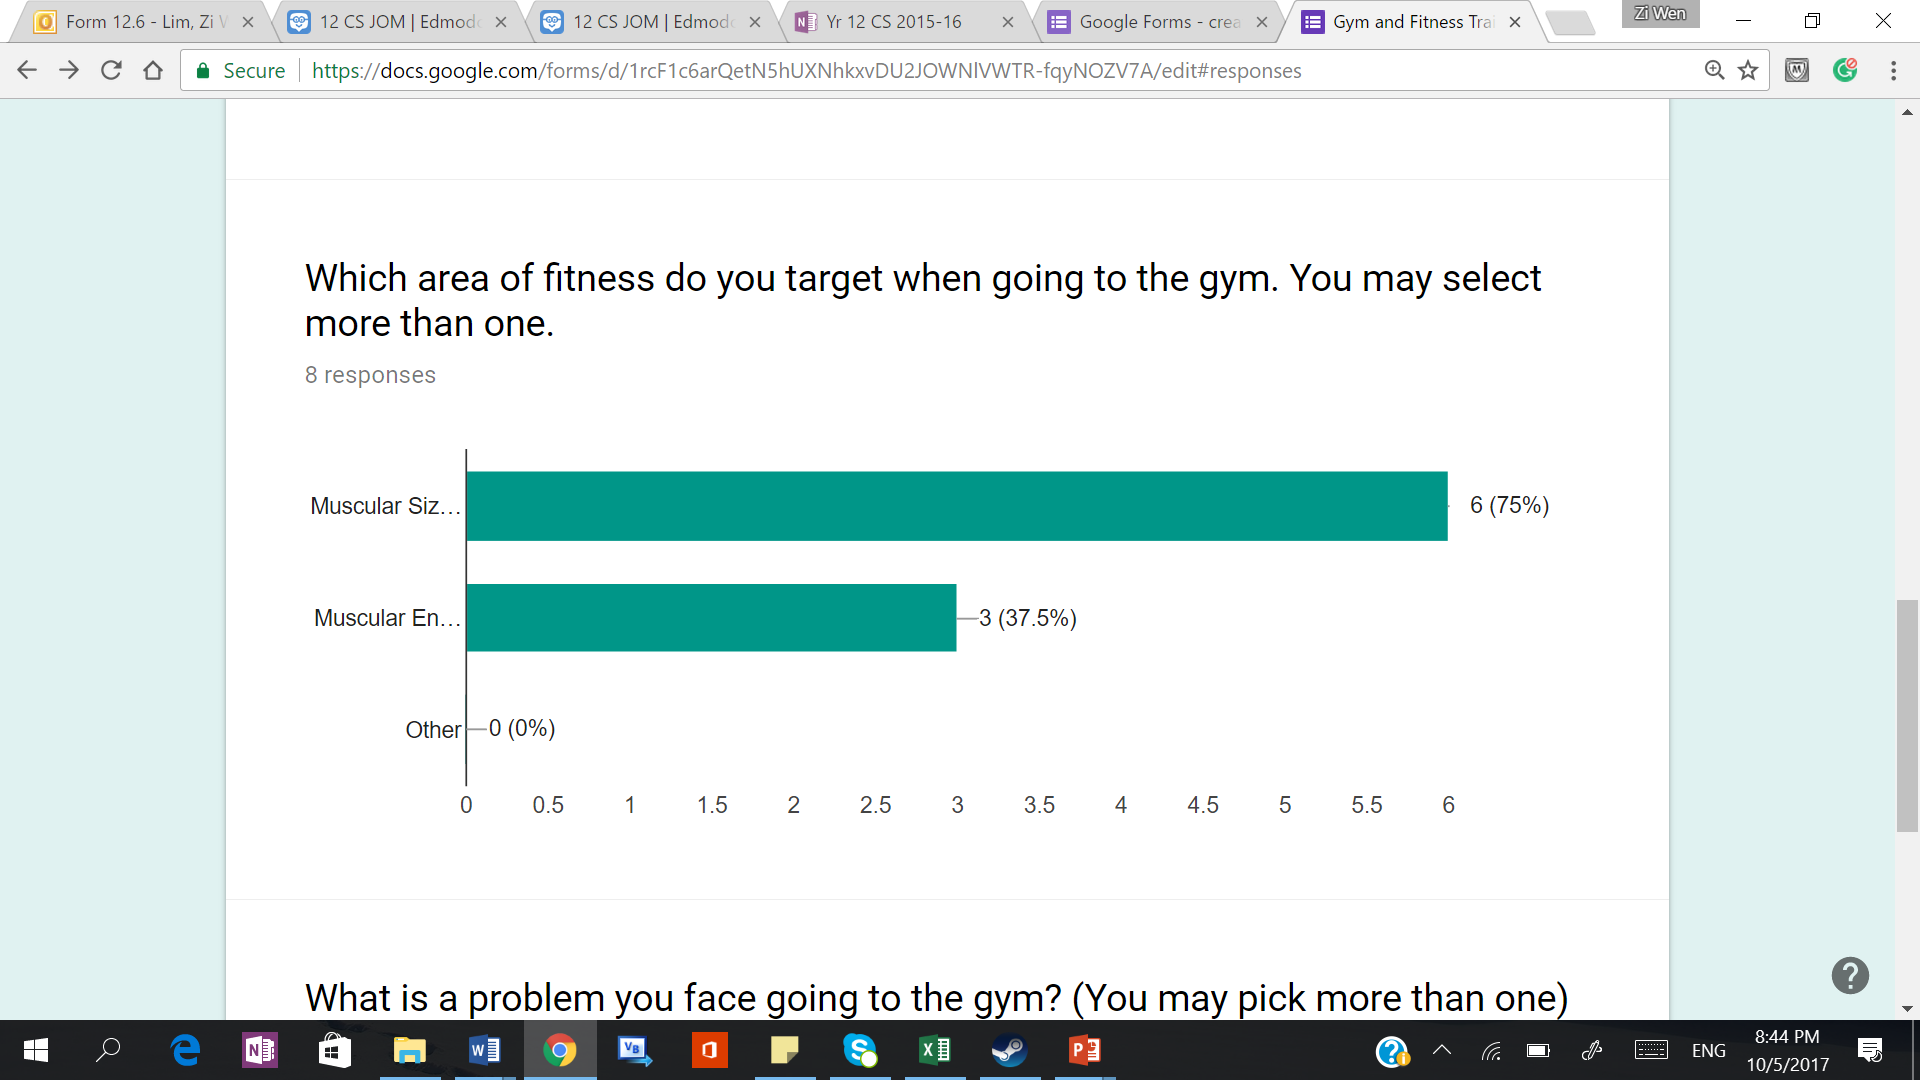 Form 12.6 - Lim, Zi W
12 CS JOM | Edmodo
12 CS JOM | Edmodo
Yr 12 CS 2015-16
Google Forms - crea
Gym and Fitness Trai
Zi Wen
Secure https://docs.google.com/forms/d/1rcF1c6arQetN5hUXNhkxvDU2JOWNlVWTR-fqyNOZV7A/edit#responses
Which area of fitness do you target when going to the gym. You may select
more than one.
8 responses
Muscular Siz... 6 (75%)
Muscular En... 3 (37.5%)
Other 0 (0%)
0 0.5 1 1.5 2 2.5 3 3.5 4 4.5 5 5.5 6
What is a problem you face going to the gym? (You may pick more than one)
ENG
8:44 PM
10/5/2017